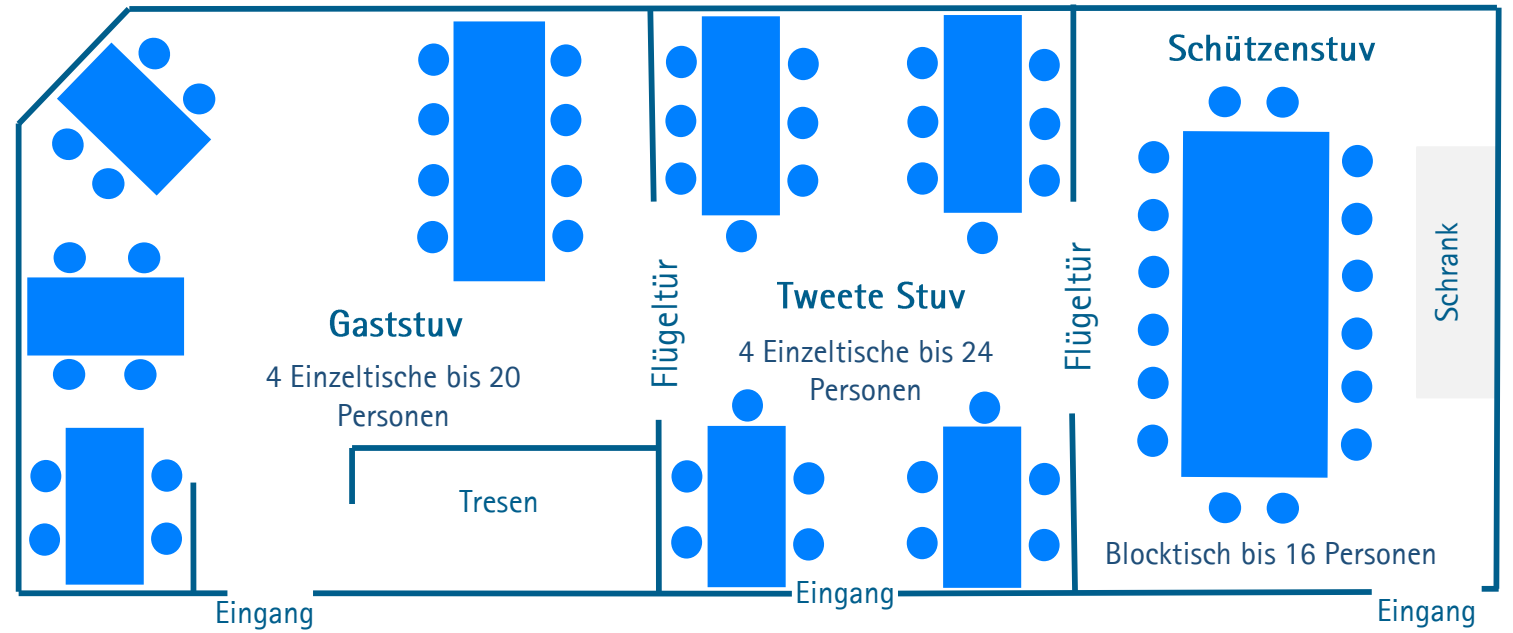 Schützenstuv
Schrank
Flügeltür
Flügeltür
Tweete Stuv
4 Einzeltische bis 24
Personen
Gaststuv
4 Einzeltische bis 20
Personen
Tresen
Blocktisch bis 16 Personen
Eingang
Eingang
Eingang